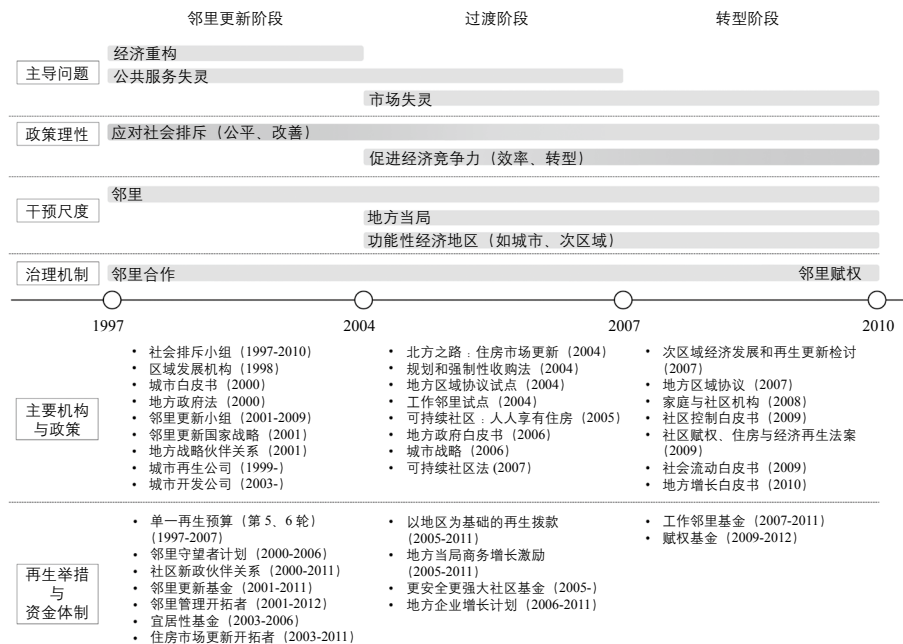 邻里更新阶段 过渡阶段 转型阶段
主导问题
经济重构
公共服务失灵
市场失灵
政策理性
应对社会排斥（公平、改善）
促进经济竞争力（效率、转型）
干预尺度
邻里
地方当局
功能性经济地区（如城市、次区域）
治理机制
邻里合作 邻里赋权
1997 2004 2007 2010
主要机构
与政策
• 社会排斥小组（1997-2010）
• 区域发展机构（1998）
• 城市白皮书（2000）
• 地方政府法（2000）
• 邻里更新小组（2001-2009）
• 邻里更新国家战略（2001）
• 地方战略伙伴关系（2001）
• 城市再生公司（1999-）
• 城市开发公司（2003-）
• 北方之路：住房市场更新（2004）
• 规划和强制性收购法（2004）
• 地方区域协议试点（2004）
• 工作邻里试点（2004）
• 可持续社区：人人享有住房（2005）
• 地方政府白皮书（2006）
• 城市战略（2006）
• 可持续社区法 (2007)
• 次区域经济发展和再生更新检讨
（2007）
• 地方区域协议（2007）
• 家庭与社区机构（2008）
• 社区控制白皮书（2009）
• 社区赋权、住房与经济再生法案
（2009）
• 社会流动白皮书（2009）
• 地方增长白皮书（2010）
再生举措
与
资金体制
• 单一再生预算（第 5、6 轮）
（1997-2007）
• 邻里守望者计划（2000-2006）
• 社区新政伙伴关系（2000-2011）
• 邻里更新基金（2001-2011）
• 邻里管理开拓者（2001-2012）
• 宜居性基金（2003-2006）
• 住房市场更新开拓者（2003-2011）
• 以地区为基础的再生拨款
（2005-2011）
• 地方当局商务增长激励
（2005-2011）
• 更安全更强大社区基金（2005-）
• 地方企业增长计划（2006-2011）
• 工作邻里基金（2007-2011）
• 赋权基金（2009-2012）